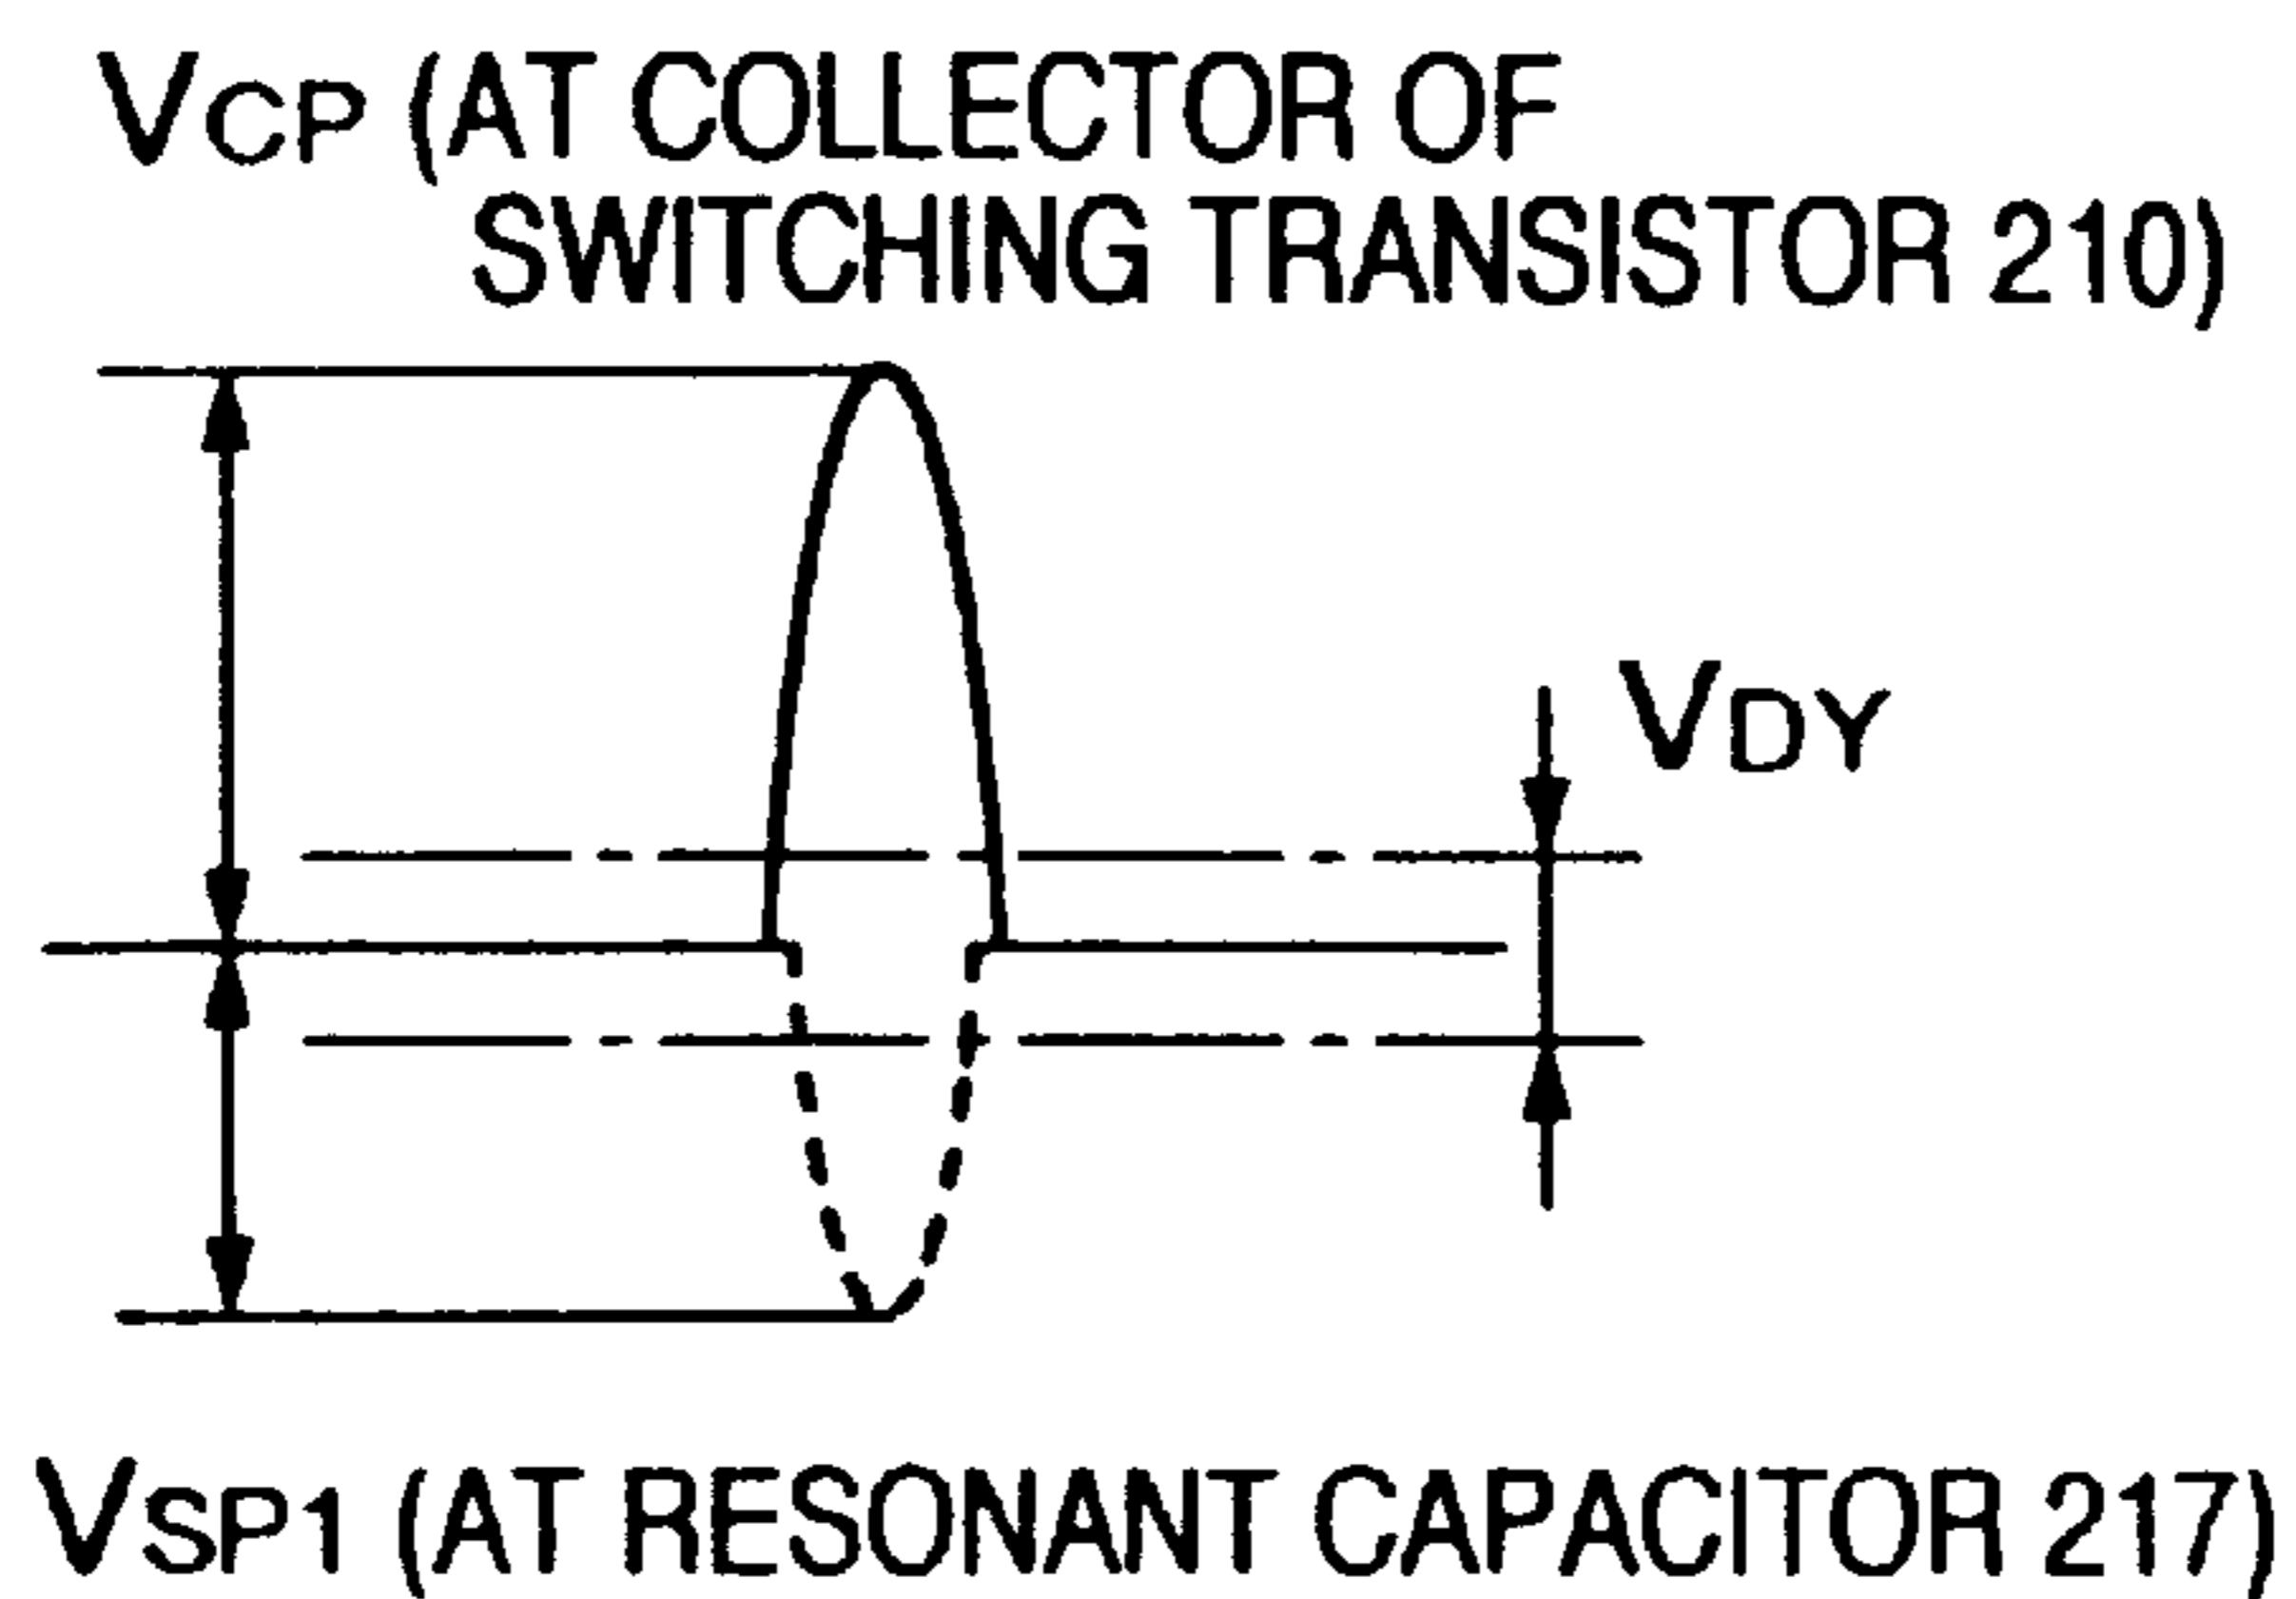 VCP (AT COLLECTOR OF
SWITCHING TRANSISTOR 210)
VDY
VSP1 (AT RESONANT CAPACITOR 217)